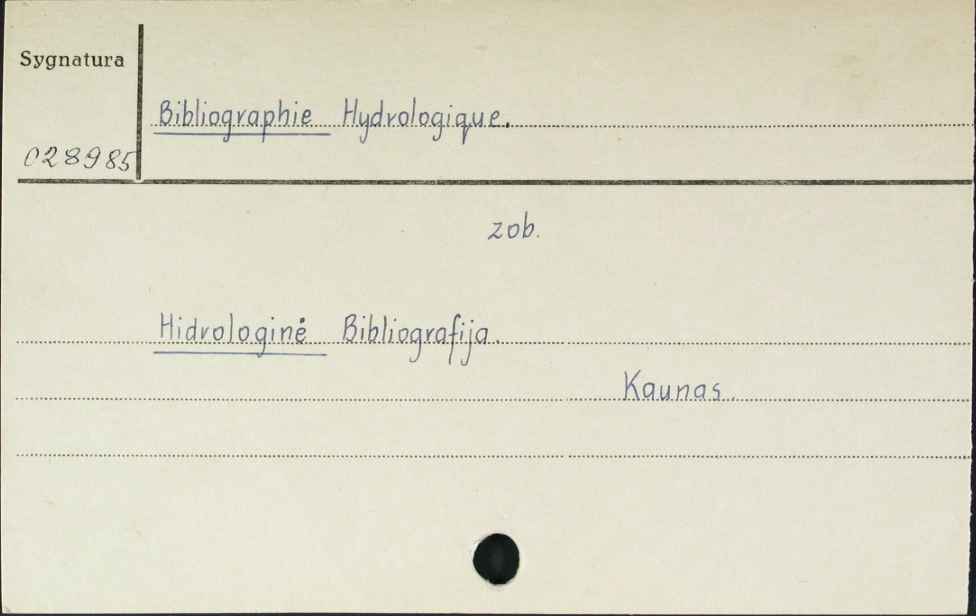 Sygnatura
Bibliographie Hydrologique.
028985
zob.
Hidrologinė Bibliografija.
Kaunas.